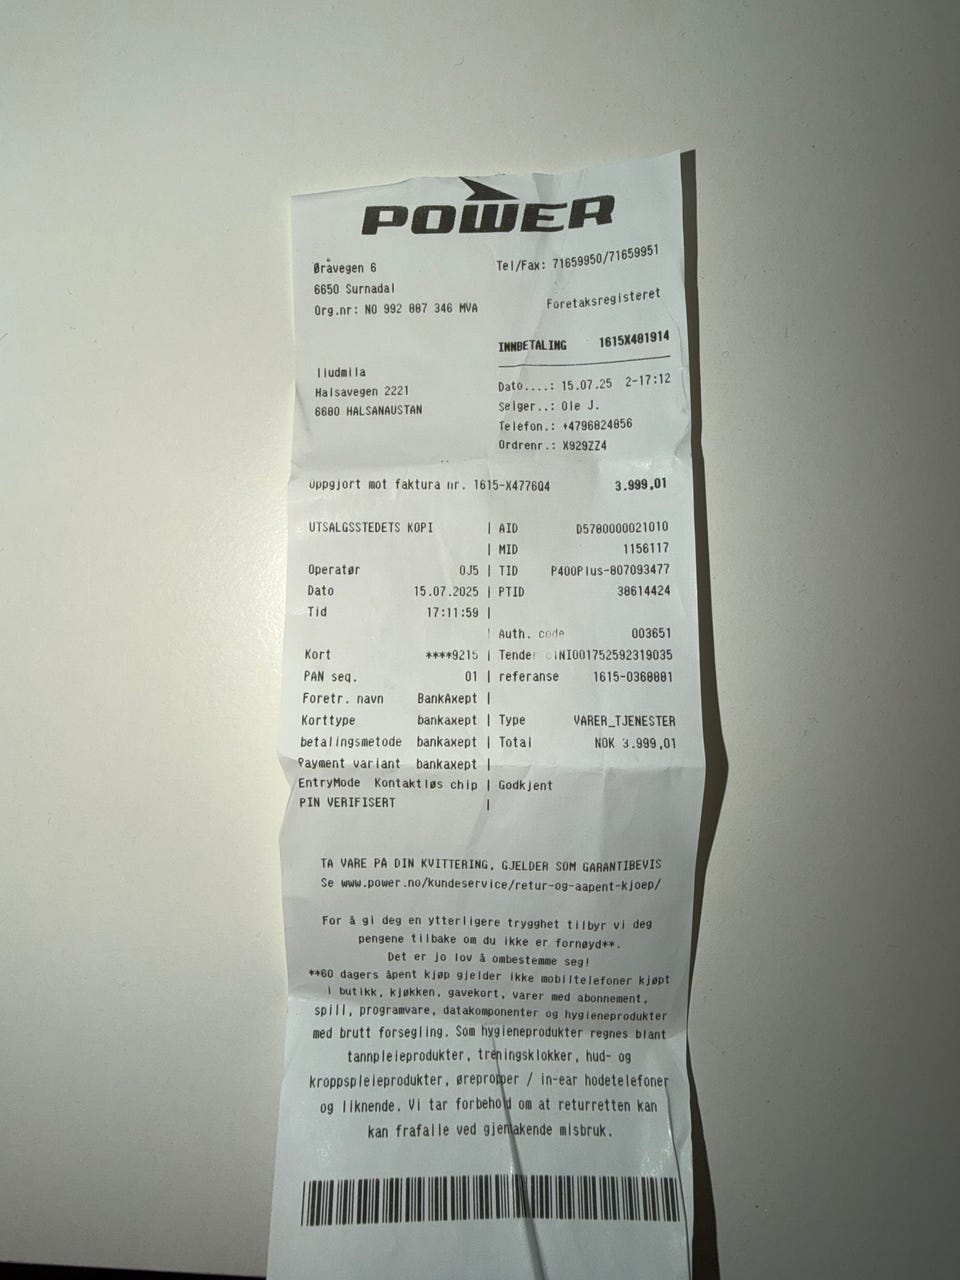 POWER
Øråvegen 6 Tel/Fax: 71659950/71659951
6650 Surnadal
Org.nr: NO 992 887 346 MVA Foretaksregisteret
INNBETALING 1615X481914
liudmila
Halsavegen 2221 Dato....: 15.07.25 2-17:12
6680 HALSANAUSTAN Selger..: Ole J.
Telefon.: +4796824856
Ordrenr.: X929ZZ4
Oppgjort mot faktura nr. 1615-X477604 3.999,01
UTSALGSSTEDETS KOPI | AID D5780000021010
| MID 1156117
Operatør OJ5 | TID P400Plus-807093477
Dato 15.07.2025 | PTID 38614424
Tid 17:11:59 |
| Auth. code 003651
Kort ****9215 | NI001752592319035
PAN seq. 01 | referanse 1615-0368881
Foretr. navn BankAxept |
Korttype bankaxept | Type VARER_TJENESTER
betalingsmetode bankaxept | Total NOK 3.999,01
Payment variant bankaxept |
EntryMode Kontaktløs chip | Godkjent
PIN VERIFISERT |
TA VARE PÅ DIN KVITTERING, GJELDER SOM GARANTIBEVIS
Se www.power.no/kundeservice/retur-og-aapent-kjoep/
For å gi deg en ytterligere trygghet tilbyr vi deg
pengene tilbake om du ikke er fornøyd**.
Det er jo lov å ombestemme seg!
**60 dagers åpent kjøp gjelder ikke mobiltelefoner kjøpt
i butikk, kjøkken, gavekort, varer med abonnement,
spill, programvare, datakomponenter og hygieneprodukter
med brutt forsegling. Som hygieneprodukter regnes blant
tannpleieprodukter, treningsklokker, hud- og
kroppspleieprodukter, ørepropper / in-ear hodetelefoner
og liknende. Vi tar forbehold om at returretten kan
kan frafalle ved gjentakende misbruk.